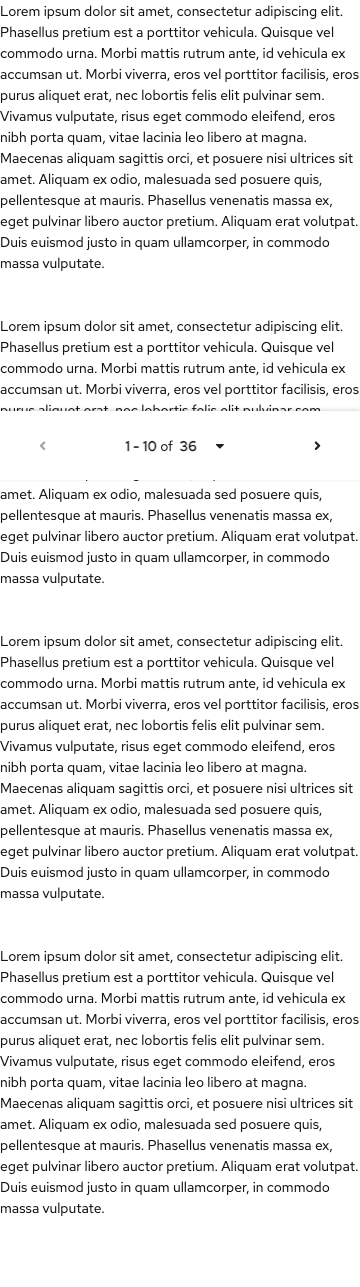 Lorem ipsum dolor sit amet, consectetur adipiscing elit.
Phasellus pretium est a porttitor vehicula. Quisque vel
commodo urna. Morbi mattis rutrum ante, id vehicula ex
accumsan ut. Morbi viverra, eros vel porttitor facilisis, eros
purus aliquet erat, nec lobortis felis elit pulvinar sem.
Vivamus vulputate, risus eget commodo eleifend, eros
nibh porta quam, vitae lacinia leo libero at magna.
Maecenas aliquam sagittis orci, et posuere nisi ultrices sit
amet. Aliquam ex odio, malesuada sed posuere quis,
pellentesque at mauris. Phasellus venenatis massa ex,
eget pulvinar libero auctor pretium. Aliquam erat volutpat.
Duis euismod justo in quam ullamcorper, in commodo
massa vulputate.
Lorem ipsum dolor sit amet, consectetur adipiscing elit.
Phasellus pretium est a porttitor vehicula. Quisque vel
commodo urna. Morbi mattis rutrum ante, id vehicula ex
accumsan ut. Morbi viverra, eros vel porttitor facilisis, eros
purus aliquet erat, nec lobortis felis elit pulvinar sem.
1 - 10 of 36
amet. Aliquam ex odio, malesuada sed posuere quis,
pellentesque at mauris. Phasellus venenatis massa ex,
eget pulvinar libero auctor pretium. Aliquam erat volutpat.
Duis euismod justo in quam ullamcorper, in commodo
massa vulputate.
Lorem ipsum dolor sit amet, consectetur adipiscing elit.
Phasellus pretium est a porttitor vehicula. Quisque vel
commodo urna. Morbi mattis rutrum ante, id vehicula ex
accumsan ut. Morbi viverra, eros vel porttitor facilisis, eros
purus aliquet erat, nec lobortis felis elit pulvinar sem.
Vivamus vulputate, risus eget commodo eleifend, eros
nibh porta quam, vitae lacinia leo libero at magna.
Maecenas aliquam sagittis orci, et posuere nisi ultrices sit
amet. Aliquam ex odio, malesuada sed posuere quis,
pellentesque at mauris. Phasellus venenatis massa ex,
eget pulvinar libero auctor pretium. Aliquam erat volutpat.
Duis euismod justo in quam ullamcorper, in commodo
massa vulputate.
Lorem ipsum dolor sit amet, consectetur adipiscing elit.
Phasellus pretium est a porttitor vehicula. Quisque vel
commodo urna. Morbi mattis rutrum ante, id vehicula ex
accumsan ut. Morbi viverra, eros vel porttitor facilisis, eros
purus aliquet erat, nec lobortis felis elit pulvinar sem.
Vivamus vulputate, risus eget commodo eleifend, eros
nibh porta quam, vitae lacinia leo libero at magna.
Maecenas aliquam sagittis orci, et posuere nisi ultrices sit
amet. Aliquam ex odio, malesuada sed posuere quis,
pellentesque at mauris. Phasellus venenatis massa ex,
eget pulvinar libero auctor pretium. Aliquam erat volutpat.
Duis euismod justo in quam ullamcorper, in commodo
massa vulputate.